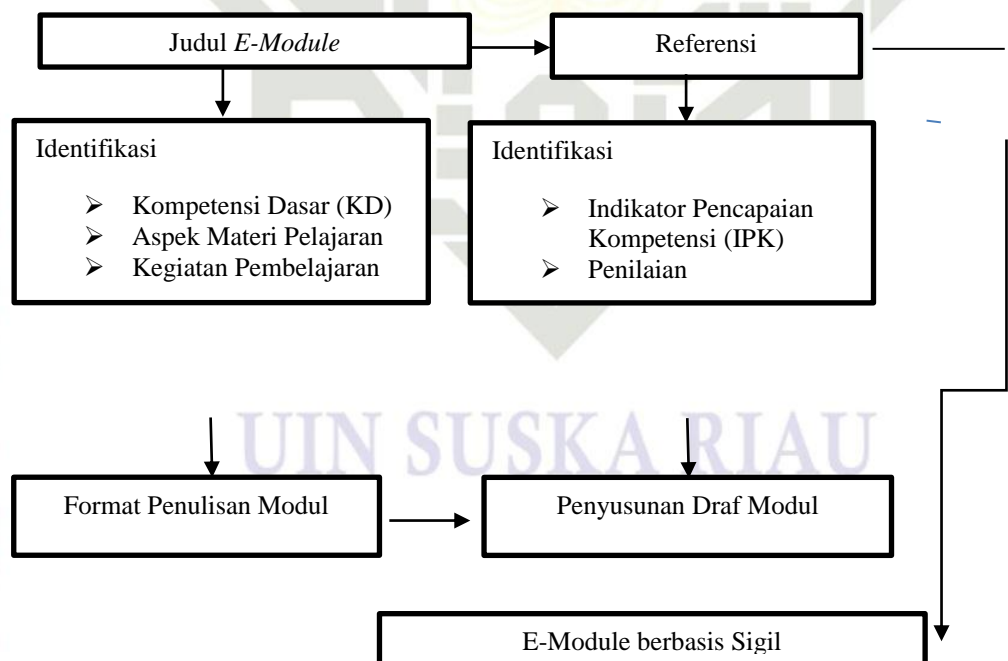 Judul E-Module
Referensi
Identifikasi
➢ Kompetensi Dasar (KD)
➢ Aspek Materi Pelajaran
➢ Kegiatan Pembelajaran
Identifikasi
➢ Indikator Pencapaian
Kompetensi (IPK)
➢ Penilaian
UIN SUSKA RIAU
Format Penulisan Modul
Penyusunan Draf Modul
E-Module berbasis Sigil